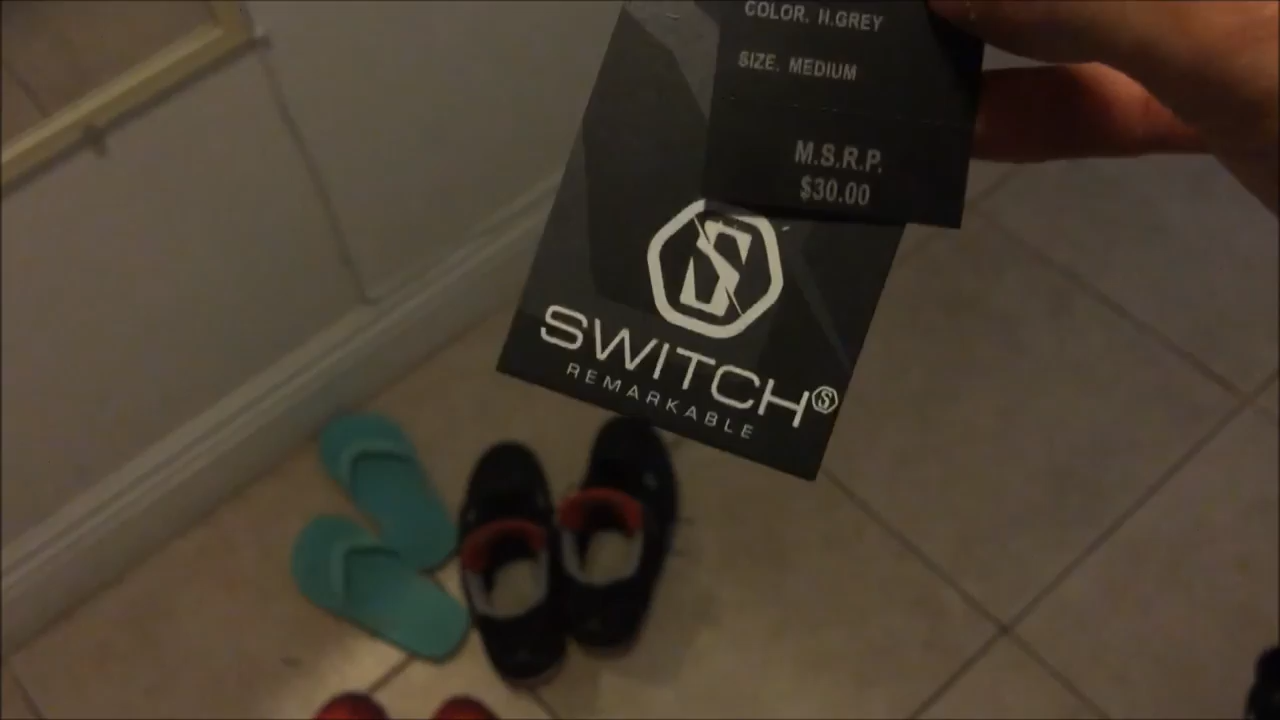 COLOR. H.GREY
SIZE. MEDIUM
M.S.R.P.
$30.00
S
SWITCH S
REMARKABLE